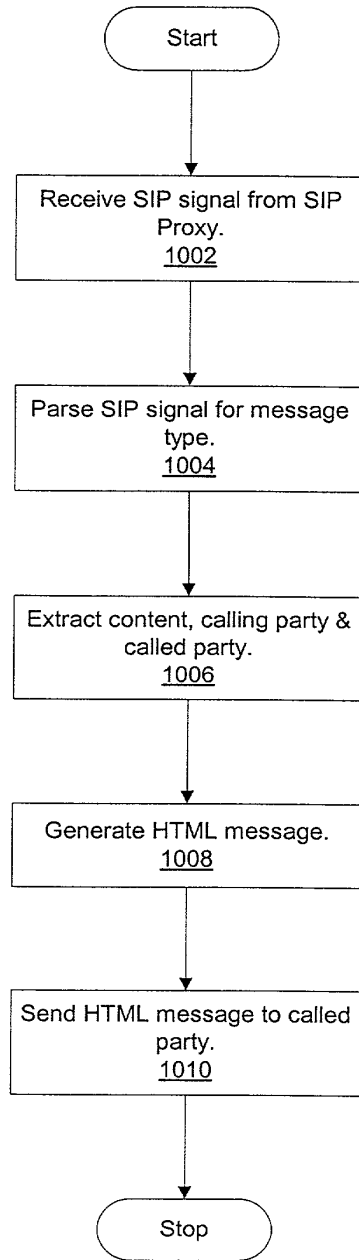 Start
Receive SIP signal from SIP
Proxy.
1002
Parse SIP signal for message
type.
1004
Extract content, calling party &
called party.
1006
Generate HTML message.
1008
Send HTML message to called
party.
1010
Stop